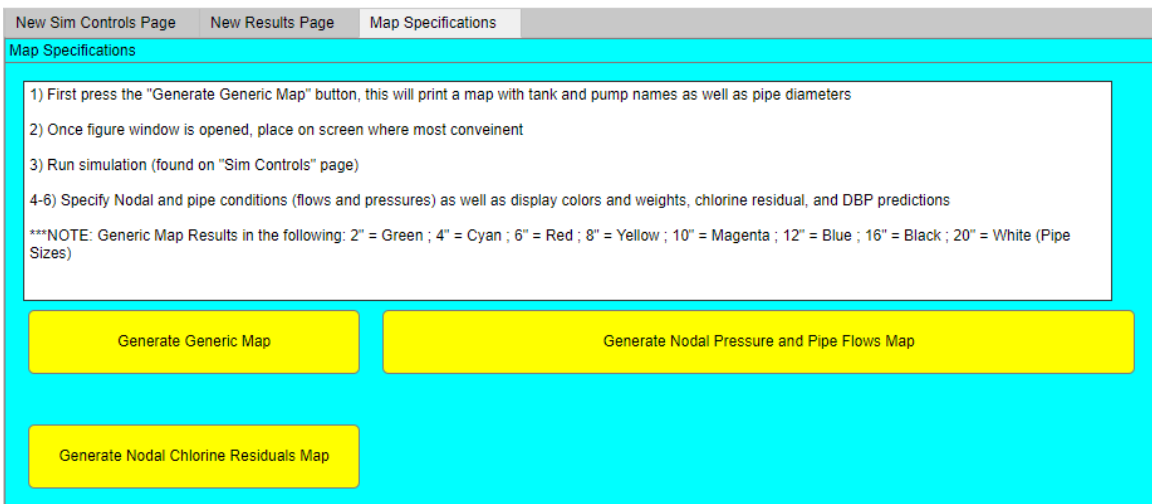 New Sim Controls Page New Results Page Map Specifications
Map Specifications
1) First press the "Generate Generic Map" button, this will print a map with tank and pump names as well as pipe diameters
2) Once figure window is opened, place on screen where most conveinent
3) Run simulation (found on "Sim Controls" page)
4-6) Specify Nodal and pipe conditions (flows and pressures) as well as display colors and weights, chlorine residual, and DBP predictions
***NOTE: Generic Map Results in the following: 2" = Green ; 4" = Cyan ; 6" = Red ; 8" = Yellow ; 10" = Magenta ; 12" = Blue ; 16" = Black ; 20" = White (Pipe
Sizes)
Generate Generic Map Generate Nodal Pressure and Pipe Flows Map
Generate Nodal Chlorine Residuals Map